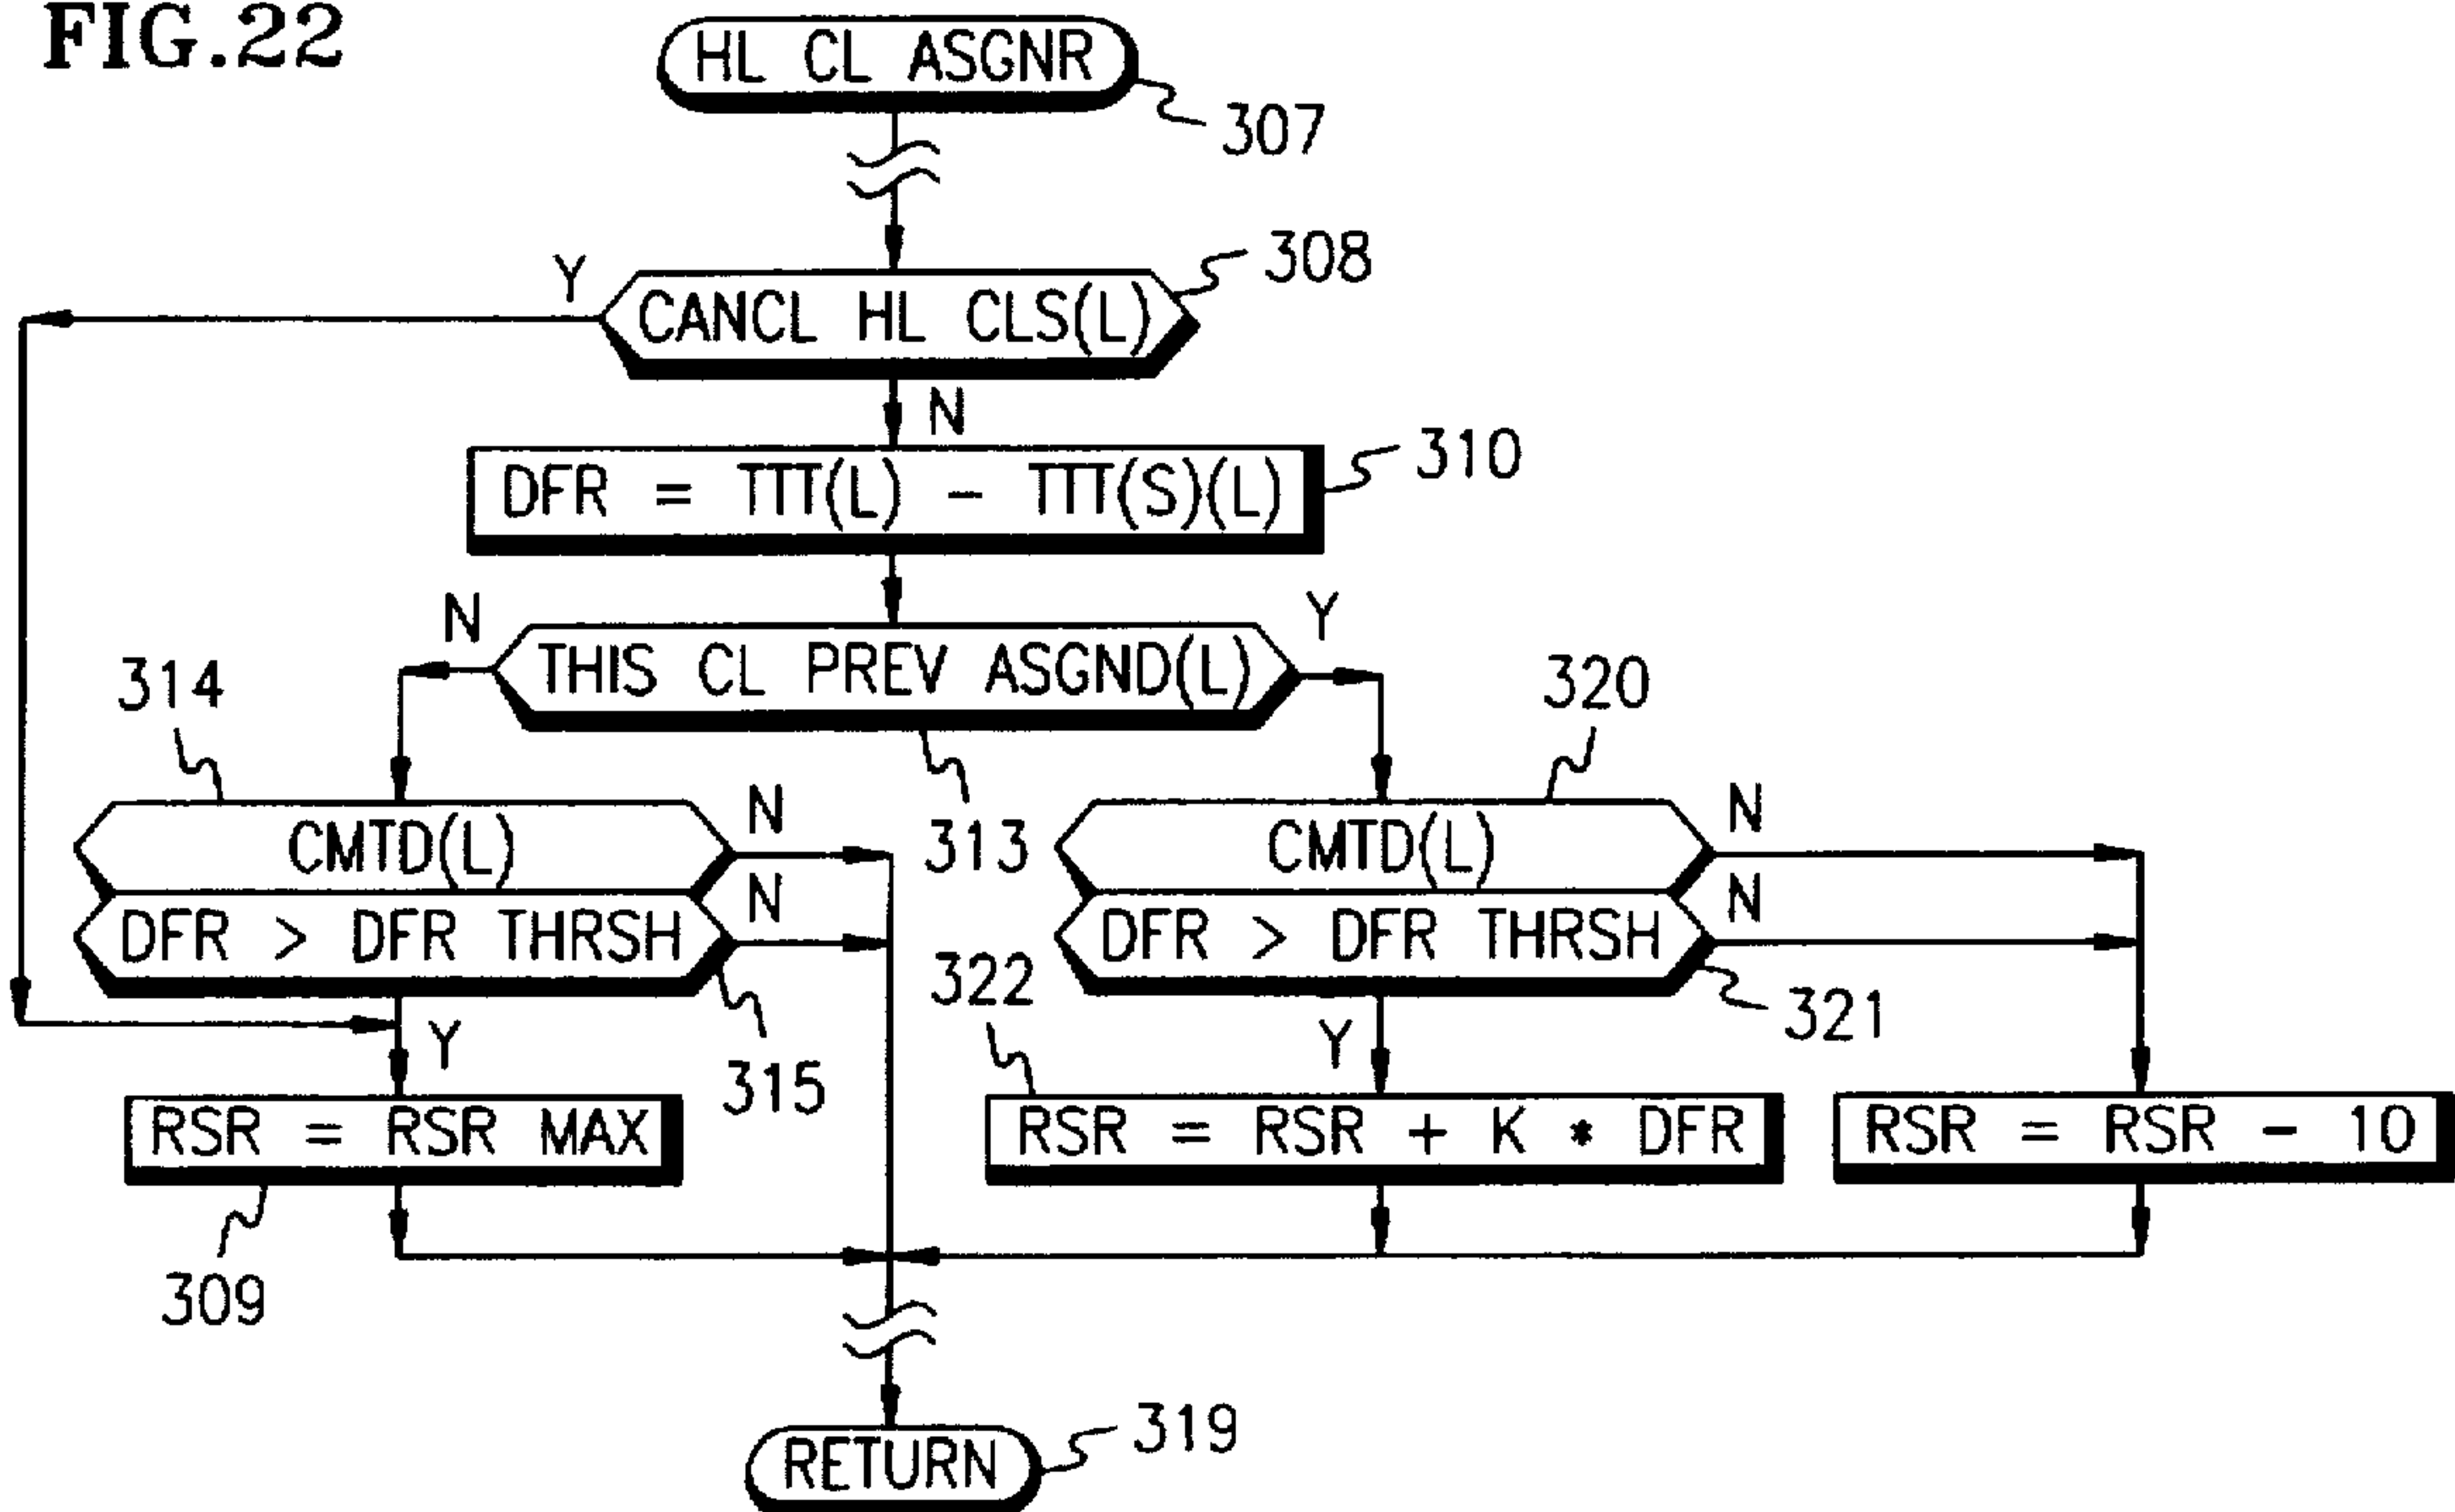 FIG.22
HL CL ASGNR
307
308
Y
CANCL HL CLS(L)
N
310
DFR = TTT(L) - TTT(S)(L)
N
Y
THIS CL PREV ASGND(L)
314
320
313
CMTD(L)
N
CMTD(L)
N
DFR > DFR THRSH
N
DFR > DFR THRSH
N
322
321
Y
315
Y
RSR = RSR MAX
RSR = RSR + K * DFR
RSR = RSR - 10
309
319
RETURN